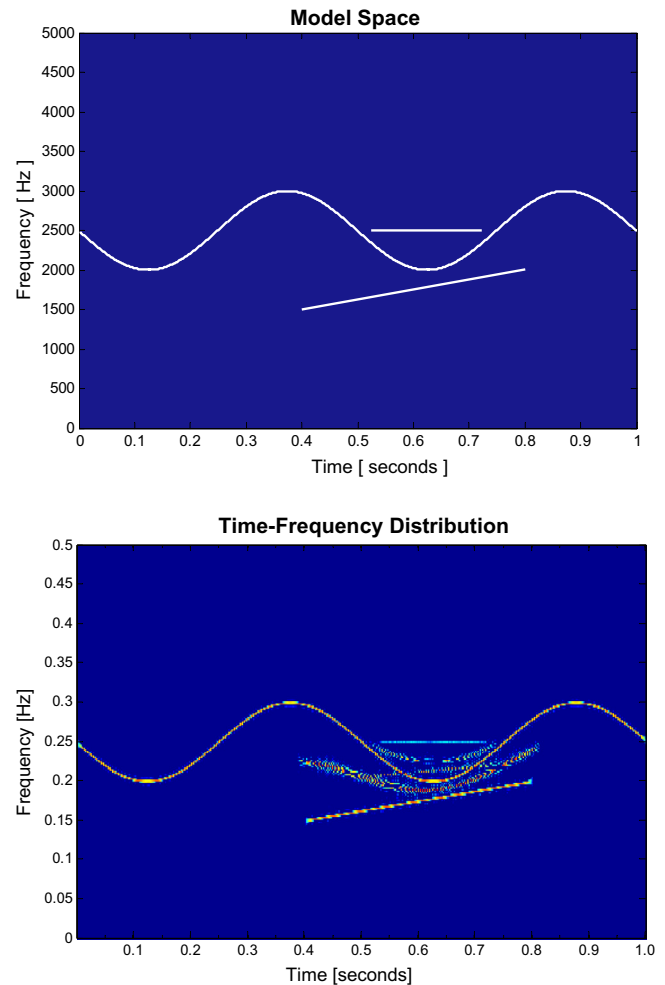 Model Space
5000
4500
4000
3500
3000
2500
2000
1500
1000
500
0
Frequency [ Hz ]
0 0.1 0.2 0.3 0.4 0.5 0.6 0.7 0.8 0.9 1
Time [ seconds ]
Time-Frequency Distribution
0.5
0.45
0.4
0.35
0.3
0.25
0.2
0.15
0.1
0.05
0
Frequency [Hz]
0.1 0.2 0.3 0.4 0.5 0.6 0.7 0.8 0.9 1.0
Time [seconds]